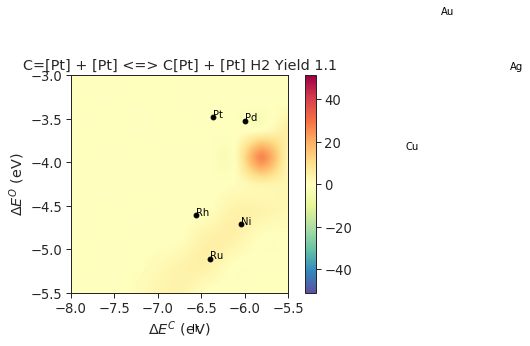 Au
Ag
C=[Pt] + [Pt] <=> C[Pt] + [Pt] H2 Yield 1.1
−3.0
−3.5
−4.0
−4.5
−5.0
−5.5
ΔE^O (eV)
Pt
Pd
Cu
Rh
Ni
Ru
40
20
0
−20
−40
−8.0 −7.5 −7.0 −6.5 −6.0 −5.5
ΔE^C (eV)
Ir